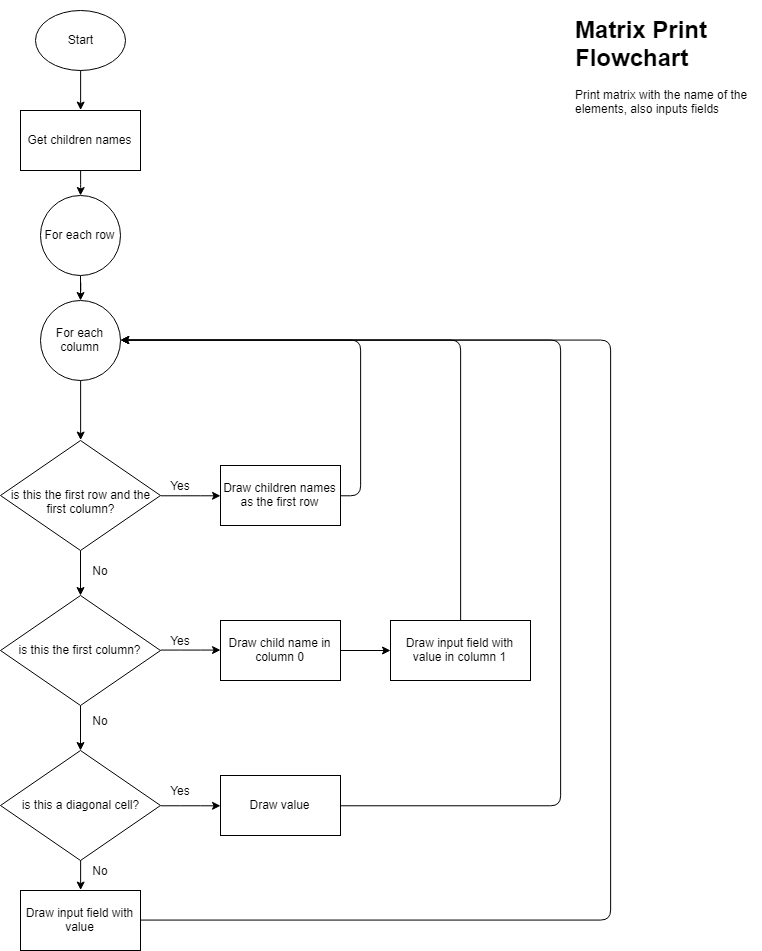 Start
Matrix Print
Flowchart
Print matrix with the name of the
elements, also inputs fields
Get children names
For each row
For each
column
is this the first row and the
first column?
Yes
Draw children names
as the first row
No
is this the first column?
Yes
Draw child name in
column 0
Draw input field with
value in column 1
No
is this a diagonal cell?
Yes
Draw value
No
Draw input field with
value